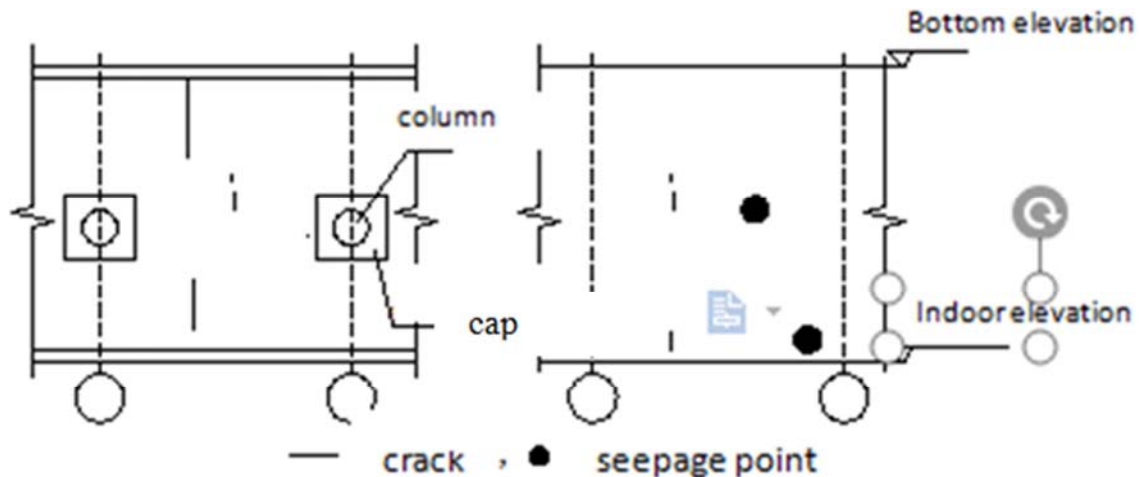 Bottom elevation
column
Indoor elevation
cap
crack , seepage point